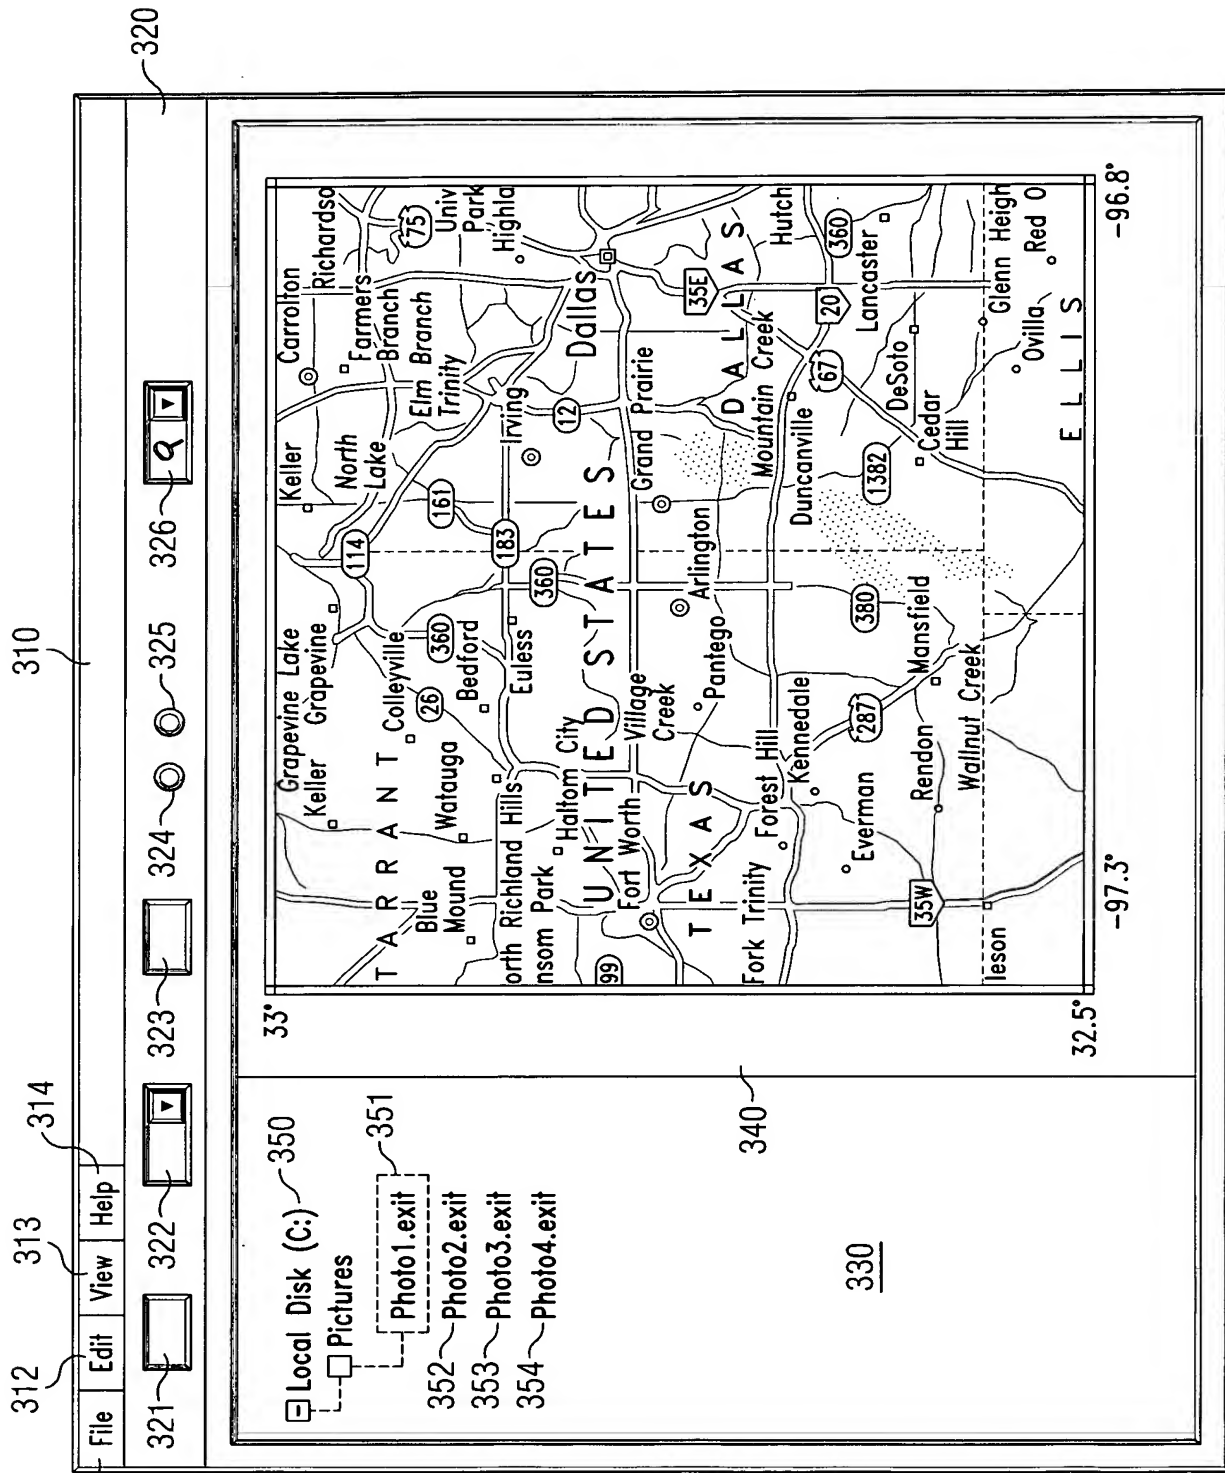 310
312
313
314
320
File Edit View Help
321
322
323
324
325
326
Local Disk (C:)
350
Pictures
Photo1.exit
351
352 Photo2.exit
353 Photo3.exit
354 Photo4.exit
330
340
33°
32.5°
-97.3°
-96.8°
Grapevine Lake
Keller
Grapevine
Keller
Carrolton
Richardso
TARRANT
Colleyville
114
North
Lake
Farmers
Branch
75
Univ
Park
Highla
Blue
Mound
Watauga
26
360
Bedford
161
Elm Branch
Trinity
orth Richland Hills
Euless
183
Irving
nsom Park
Haltom City
360
12
Dallas
UNITED STATES
99
Fort Worth
Village
Creek
Grand Prairie
TEXAS
Pantego
Arlington
35E
DALLAS
Fork Trinity
Forest Hill
Kennedale
Mountain Creek
Hutch
Duncanville
20
360
67
Everman
287
380
1382
Lancaster
DeSoto
Cedar
Hill
35W
Rendon
Mansfield
Wallnut Creek
Ieson
Glenn Heigh
Ovilla
Red O
ELLIS